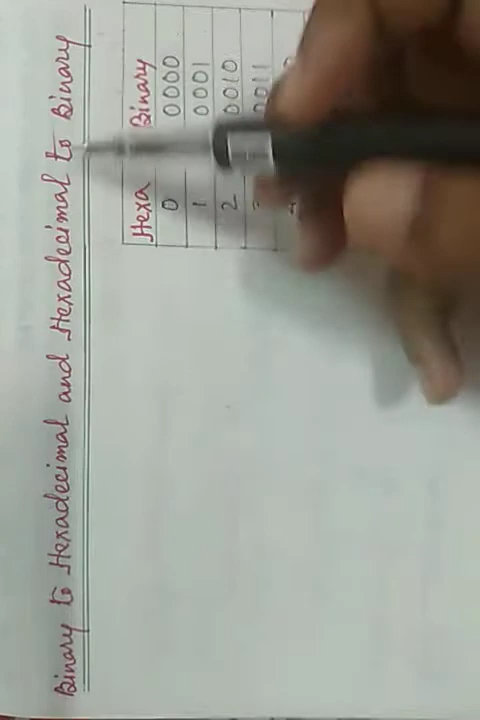 Binary to Hexadecimal and Hexadecimal to Binary
Hexa Binary
0 0000
1 0001
2 0010
0011